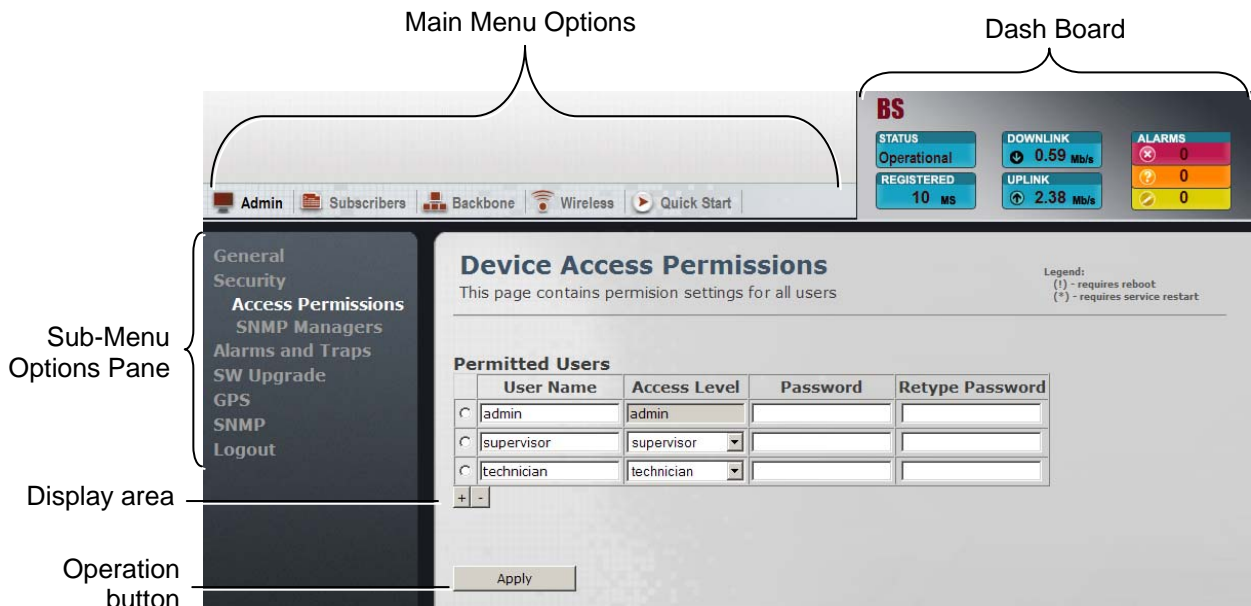 Main Menu Options
Dash Board
BS
STATUS
Operational
DOWNLINK
0.59 Mb/s
ALARMS
0
REGISTERED
10 MS
UPLINK
2.38 Mb/s
0
0
Admin Subscribers Backbone Wireless Quick Start
Sub-Menu
Options Pane
General
Security
Access Permissions
SNMP Managers
Alarms and Traps
SW Upgrade
GPS
SNMP
Logout
Device Access Permissions
This page contains permision settings for all users
Legend:
(!) - requires reboot
(*) - requires service restart
Permitted Users
User Name Access Level Password Retype Password
admin admin
supervisor supervisor
technician technician
+ -
Display area
Operation
button
Apply